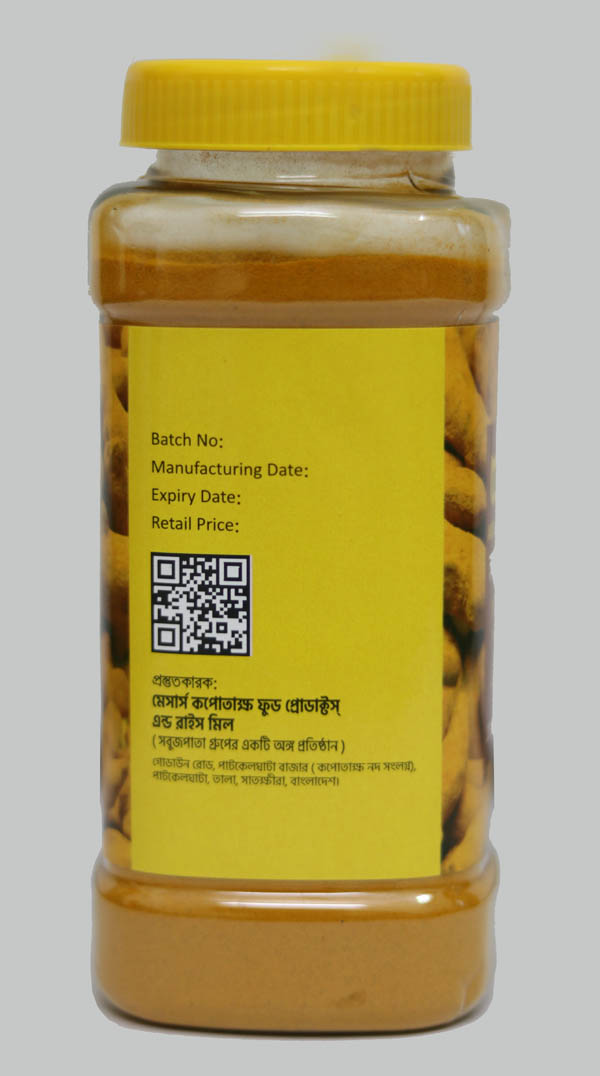 Batch No:
Manufacturing Date:
Expiry Date:
Retail Price:
প্রস্তুতকারক:
মেসার্স কপোতাক্ষ ফুড প্রোডাক্টস্
এন্ড রাইস মিল
( সবুজপাতা গ্রুপের একটি অঙ্গ প্রতিষ্ঠান )
গোডাউন রোড, পাটকেলঘাটা বাজার ( কপোতাক্ষ নদ সংলগ্ন),
পাটকেলঘাটা, তালা, সাতক্ষীরা, বাংলাদেশ।